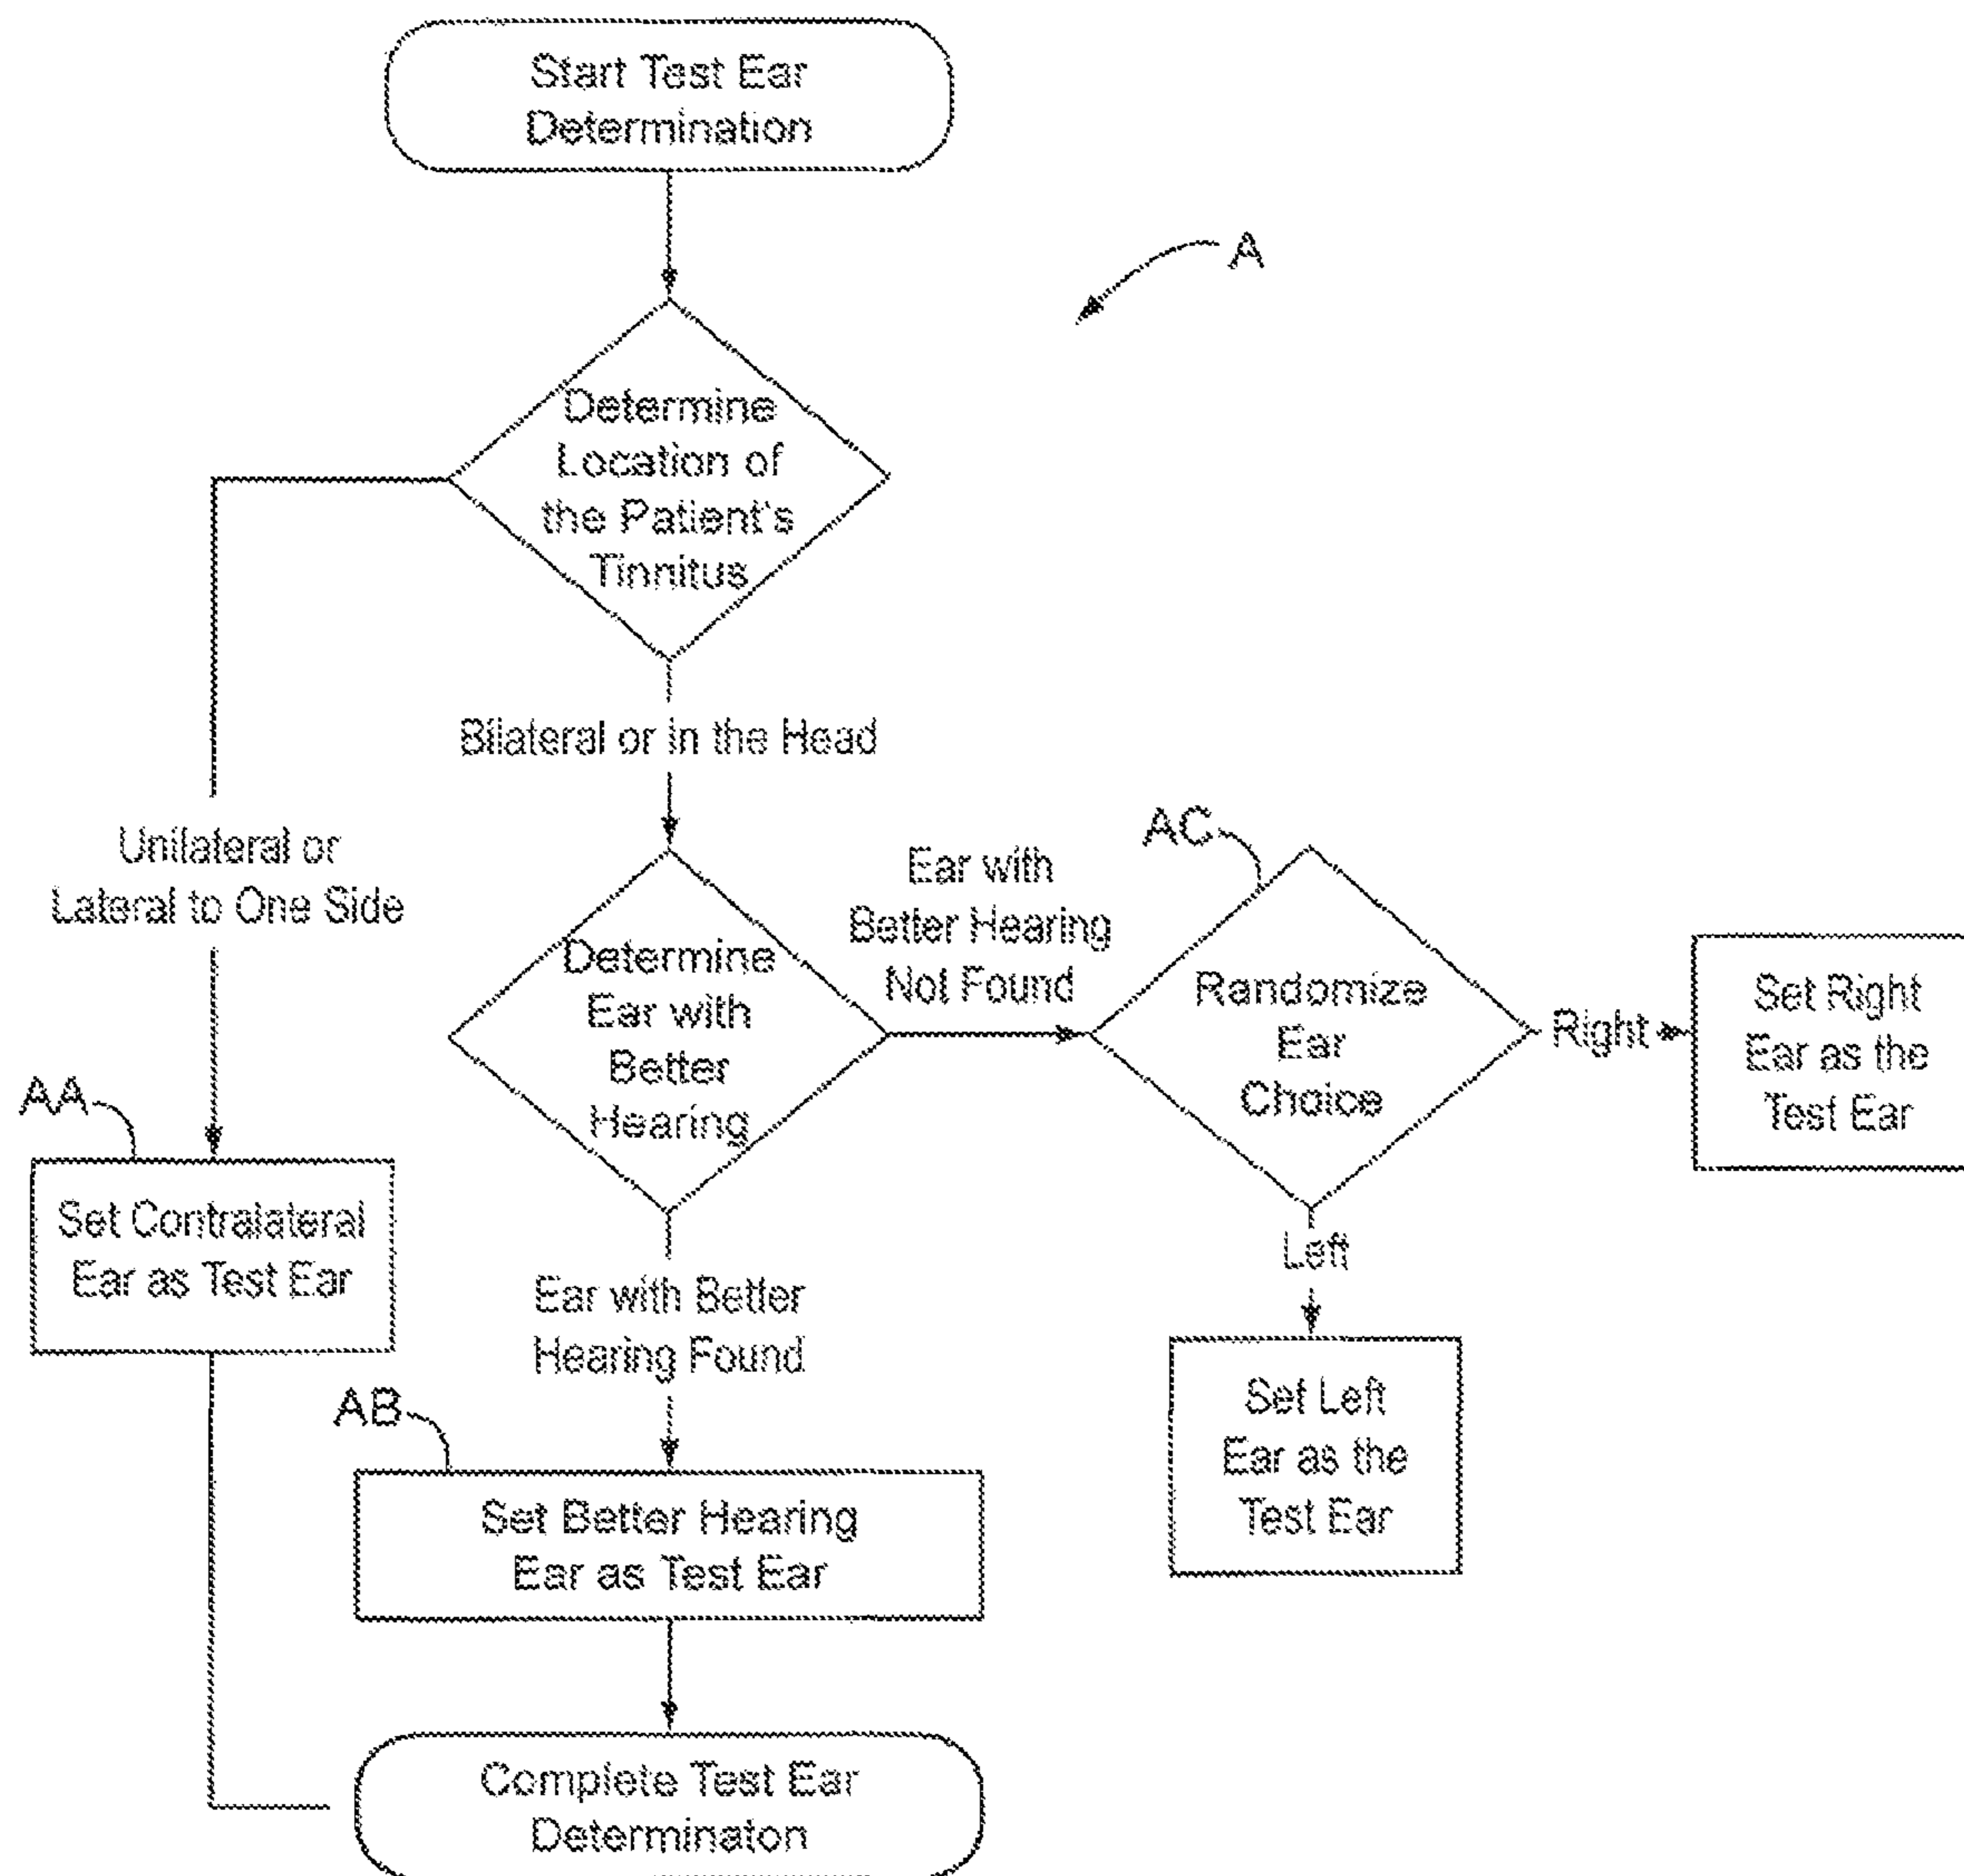 Start Test Ear
Determination
A
Determine
Location of
the Patient's
Tinnitus
Bilateral or in the Head
Unilateral or
Lateral to One Side
Determine
Ear with
Better
Hearing
Ear with
Better Hearing
Not Found
AC
Randomize
Ear
Choice
Right
Set Right
Ear as the
Test Ear
Left
Set Left
Ear as the
Test Ear
AA
Set Contralateral
Ear as Test Ear
Ear with Better
Hearing Found
AB
Set Better Hearing
Ear as Test Ear
Complete Test Ear
Determinaton